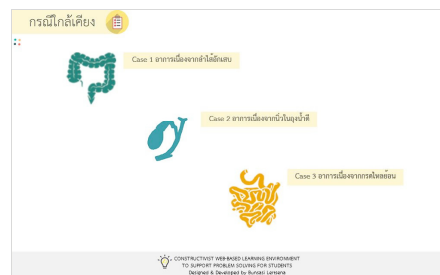 กรณีใกล้เคียง
Case 1 อาการเนื่องจากลำไส้อักเสบ
Case 2 อาการเนื่องจากนิ่วในถุงน้ำดี
Case 3 อาการเนื่องจากกรดไหลย้อน
CONSTRUCTIVIST WEB-BASED LEARNING ENVIRONMENT
TO SUPPORT PROBLEM SOLVING FOR STUDENTS
Designed & Developed by